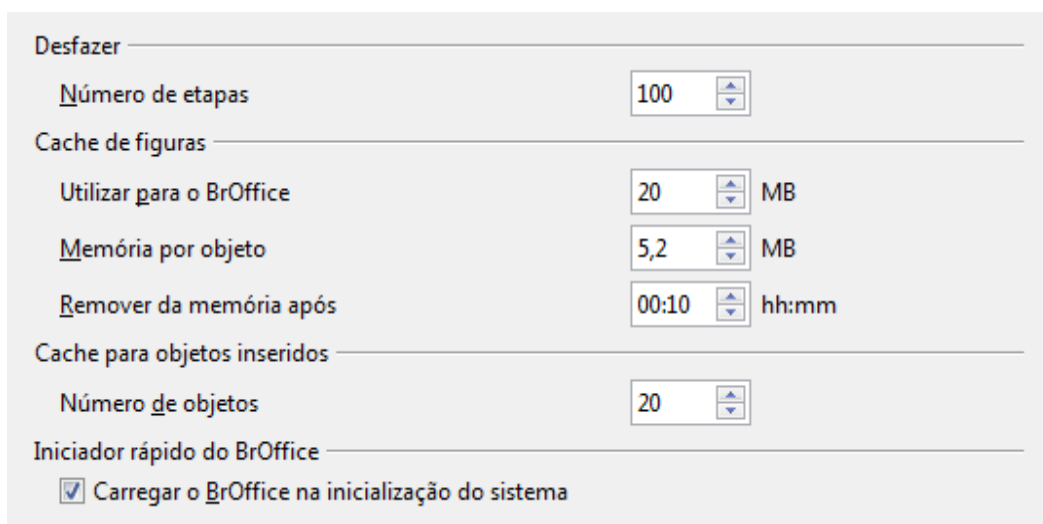 Desfazer
Número de etapas 100
Cache de figuras
Utilizar para o BrOffice 20 MB
Memória por objeto 5,2 MB
Remover da memória após 00:10 hh:mm
Cache para objetos inseridos
Número de objetos 20
Iniciador rápido do BrOffice
Carregar o BrOffice na inicialização do sistema